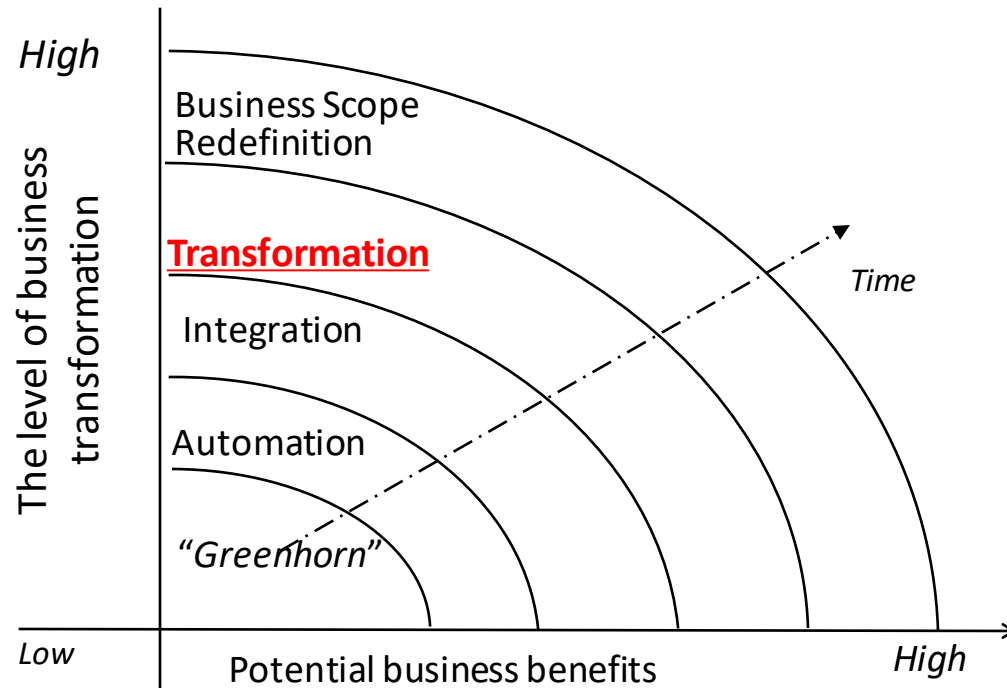 High
Business Scope
Redefinition
The level of business
transformation
Transformation
Time
Integration
Automation
“Greenhorn”
Low
Potential business benefits
High